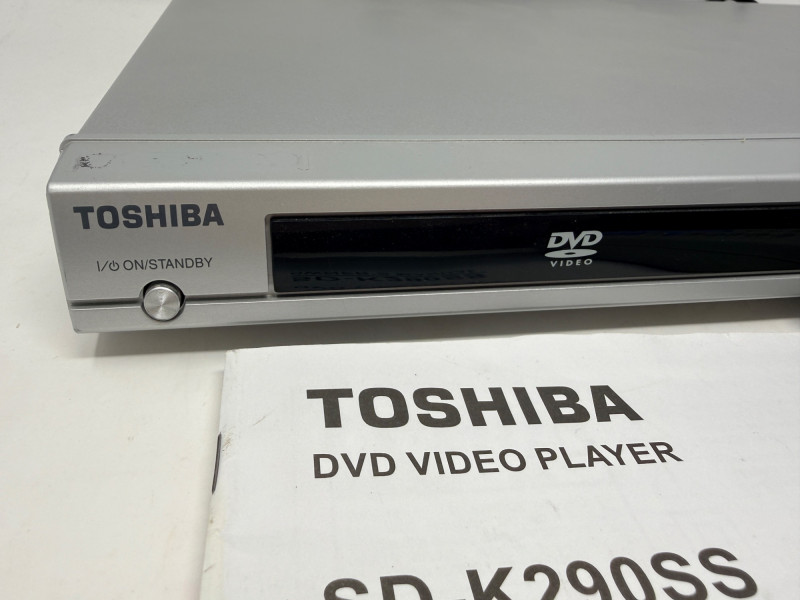 TOSHIBA
I/⏻ ON/STANDBY
DVD
VIDEO
TOSHIBA
DVD VIDEO PLAYER
SD-K290SS